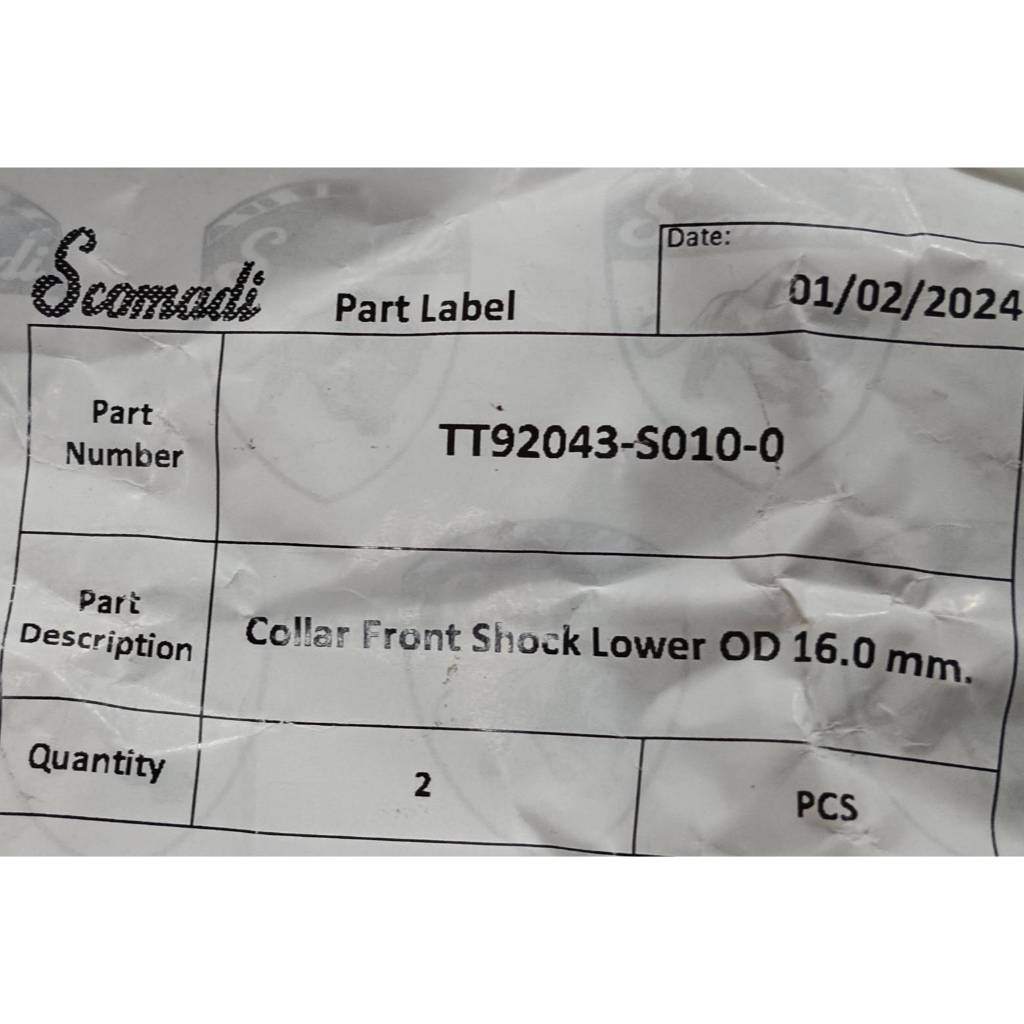 Scomadi
Part Label
Date:
01/02/2024
Part
Number
TT92043-S010-0
Part
Description
Collar Front Shock Lower OD 16.0 mm.
Quantity
2
PCS